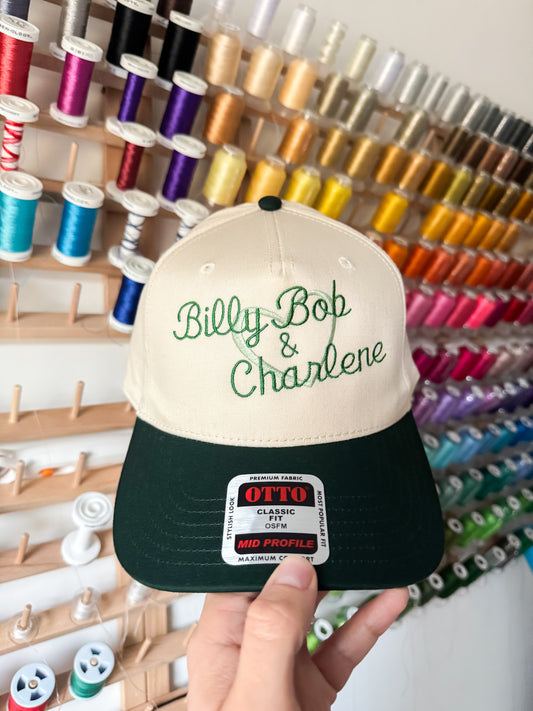 Billy Bob
&
Charlene
PREMIUM FABRIC
STYLISH LOOK
OTTO
CLASSIC
FIT
OSFM
MID PROFILE
MOST POPULAR FIT
MAXIMUM COMFORT